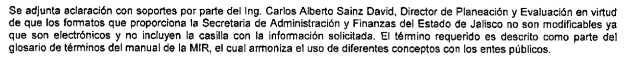 Se adjunta aclaración con soportes por parte del Ing. Carlos Alberto Sainz David, Director de Planeación y Evaluación en virtud
de que los formatos que proporciona la Secretaria de Administración y Finanzas del Estado de Jalisco no son modificables ya
que son electrónicos y no incluyen la casilla con la información solicitada. El término requerido es descrito como parte del
glosario de términos del manual de la MIR, el cual armoniza el uso de diferentes conceptos con los entes públicos.